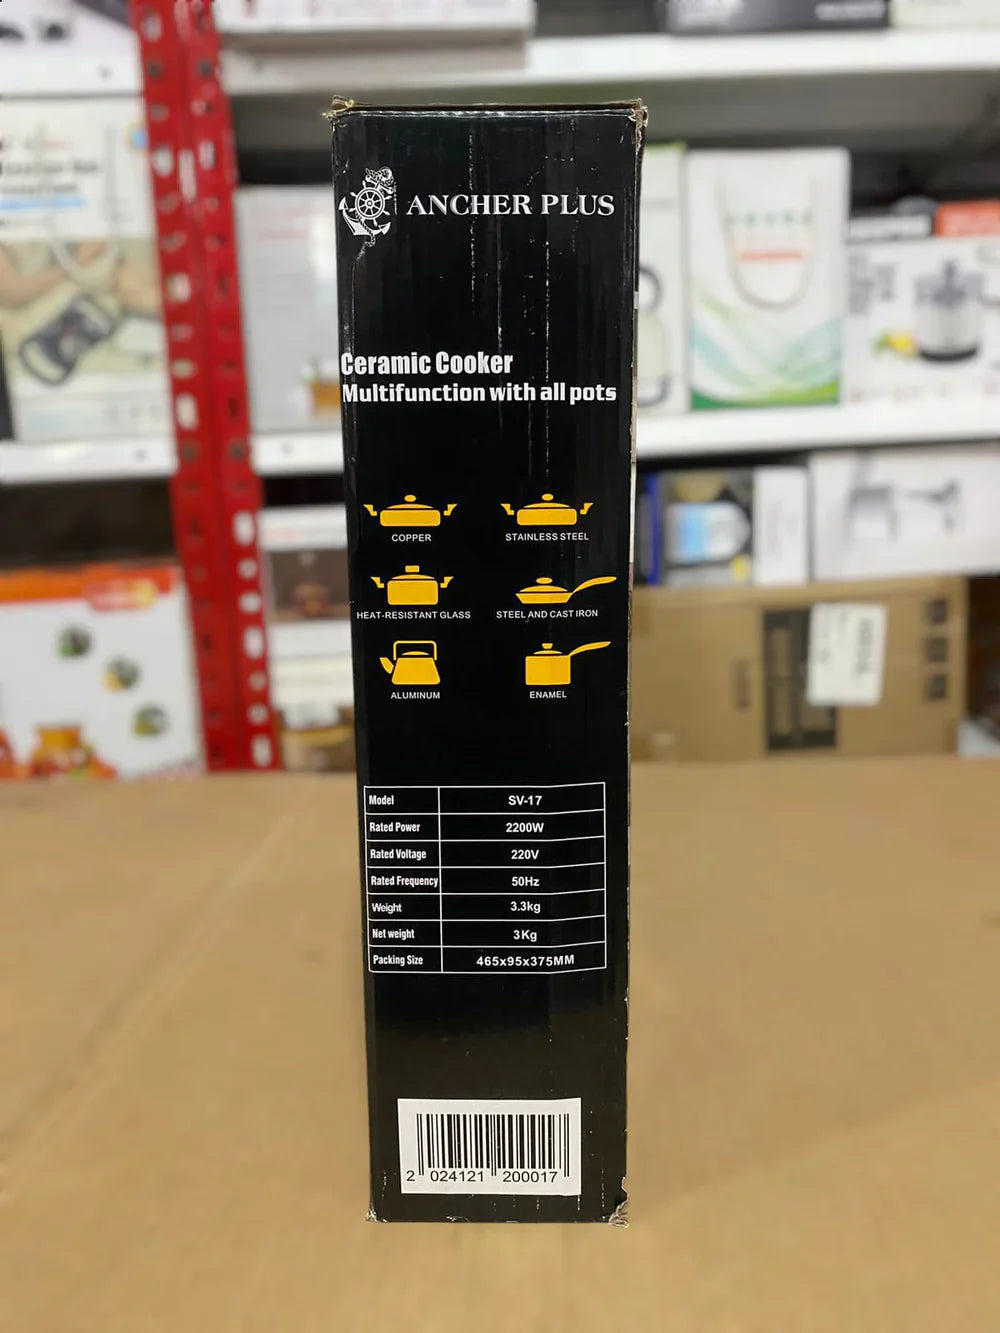 ANCHER PLUS
Ceramic Cooker
Multifunction with all pots
COPPER
STAINLESS STEEL
HEAT-RESISTANT GLASS
STEEL AND CAST IRON
ALUMINUM
ENAMEL
Model SV-17
Rated Power 2200W
Rated Voltage 220V
Rated Frequency 50Hz
Weight 3.3kg
Net weight 3Kg
Packing Size 465x95x375MM
2 024121 200017